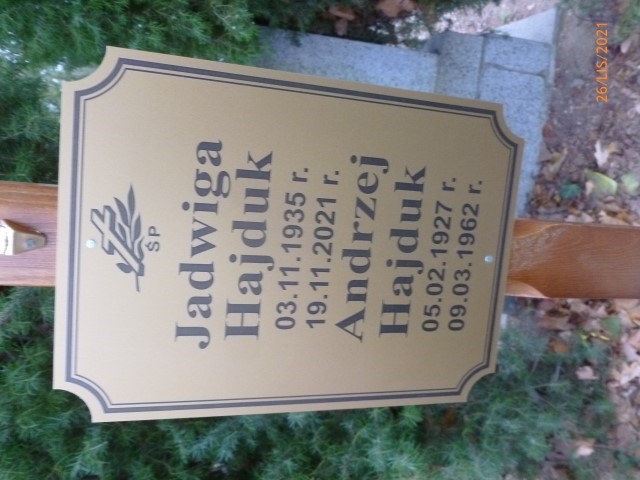 ŚP
Jadwiga
Hajduk
03.11.1935 r.
19.11.2021 r.
Andrzej
Hajduk
05.02.1927 r.
09.03.1962 r.
26/LIS/2021